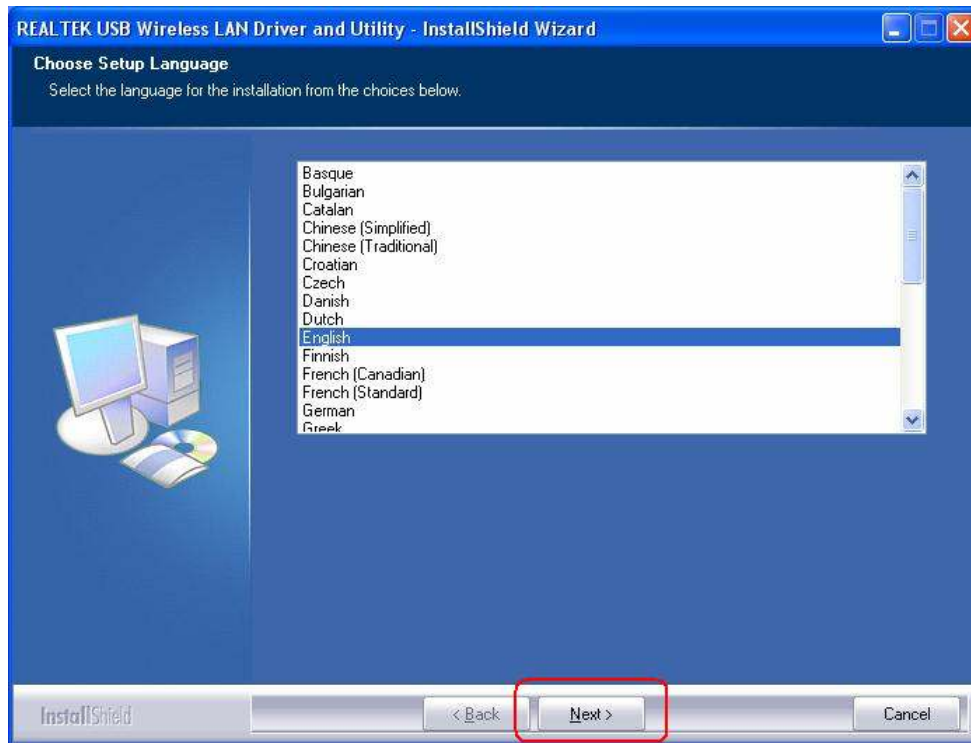 REALTEK USB Wireless LAN Driver and Utility - InstallShield Wizard
Choose Setup Language
Select the language for the installation from the choices below.
Basque
Bulgarian
Catalan
Chinese (Simplified)
Chinese (Traditional)
Croatian
Czech
Danish
Dutch
English
Finnish
French (Canadian)
French (Standard)
German
Greek
InstallShield
< Back
Next >
Cancel